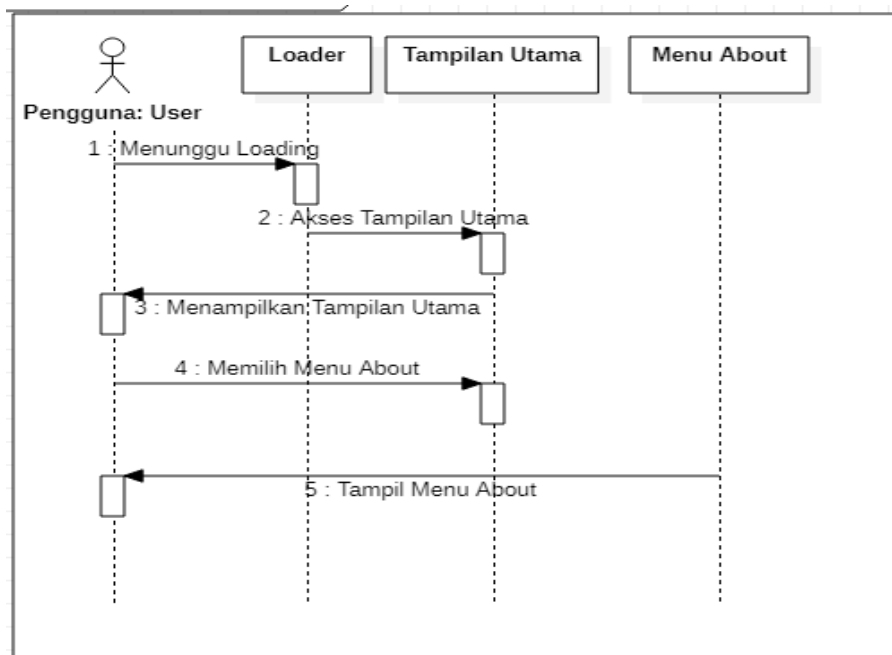 Loader
Tampilan Utama
Menu About
Pengguna: User
1 : Menunggu Loading
2 : Akses Tampilan Utama
3 : Menampilkan Tampilan Utama
4 : Memilih Menu About
5 : Tampil Menu About